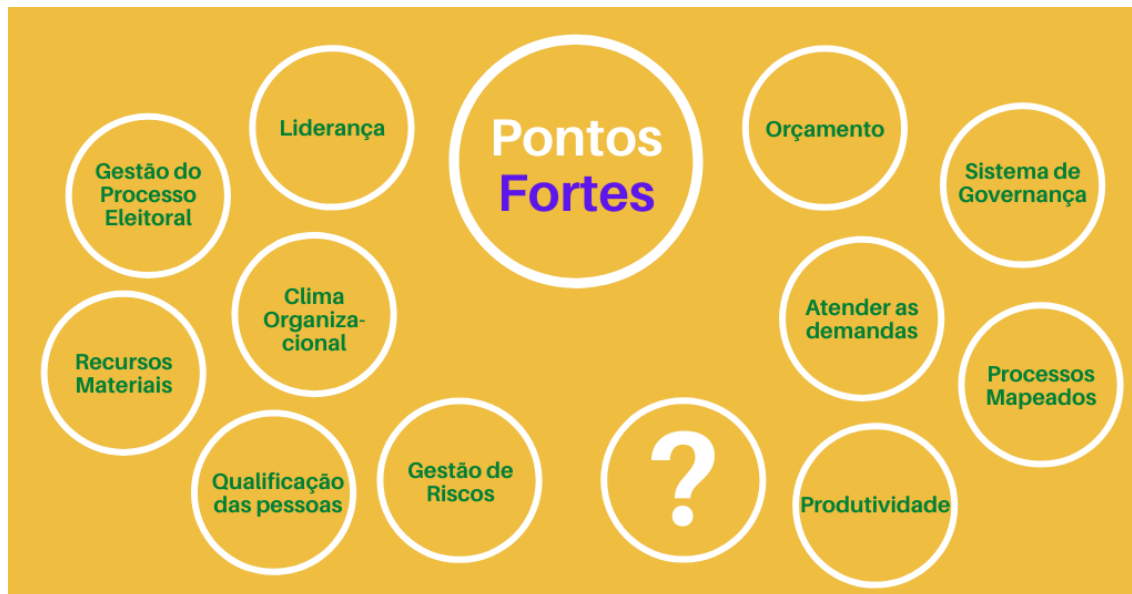 Pontos
Fortes
Liderança
Orçamento
Gestão do
Processo
Eleitoral
Sistema de
Governança
Clima
Organiza-
cional
Atender as
demandas
Recursos
Materiais
Processos
Mapeados
Qualificação
das pessoas
Gestão de
Riscos
?
Produtividade